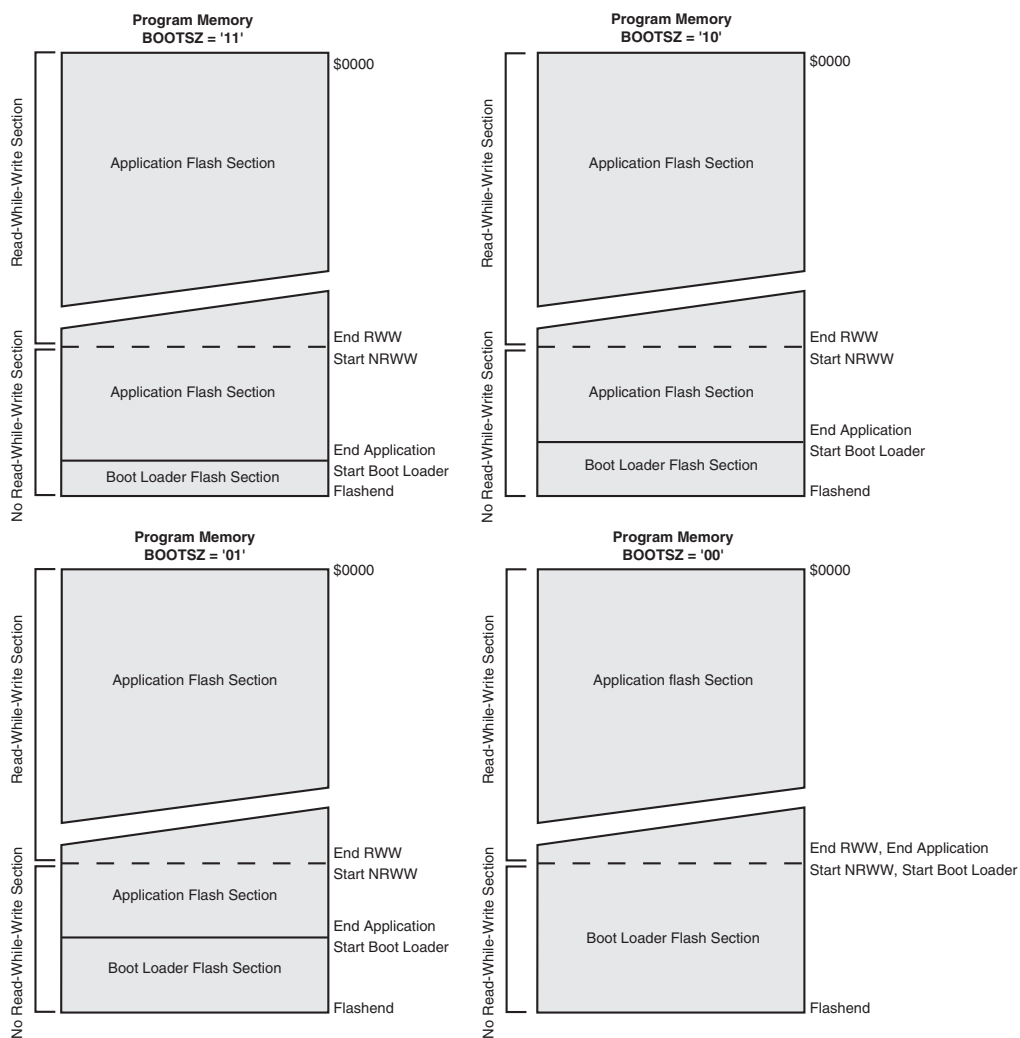 Program Memory
BOOTSZ = '11'
$0000
Read-While-Write Section
Application Flash Section
End RWW
Start NRWW
No Read-While-Write Section
Application Flash Section
End Application
Start Boot Loader
Boot Loader Flash Section
Flashend
Program Memory
BOOTSZ = '10'
$0000
Read-While-Write Section
Application Flash Section
End RWW
Start NRWW
No Read-While-Write Section
Application Flash Section
End Application
Start Boot Loader
Boot Loader Flash Section
Flashend
Program Memory
BOOTSZ = '01'
$0000
Read-While-Write Section
Application Flash Section
End RWW
Start NRWW
No Read-While-Write Section
Application Flash Section
End Application
Start Boot Loader
Boot Loader Flash Section
Flashend
Program Memory
BOOTSZ = '00'
$0000
Read-While-Write Section
Application flash Section
End RWW, End Application
Start NRWW, Start Boot Loader
No Read-While-Write Section
Boot Loader Flash Section
Flashend